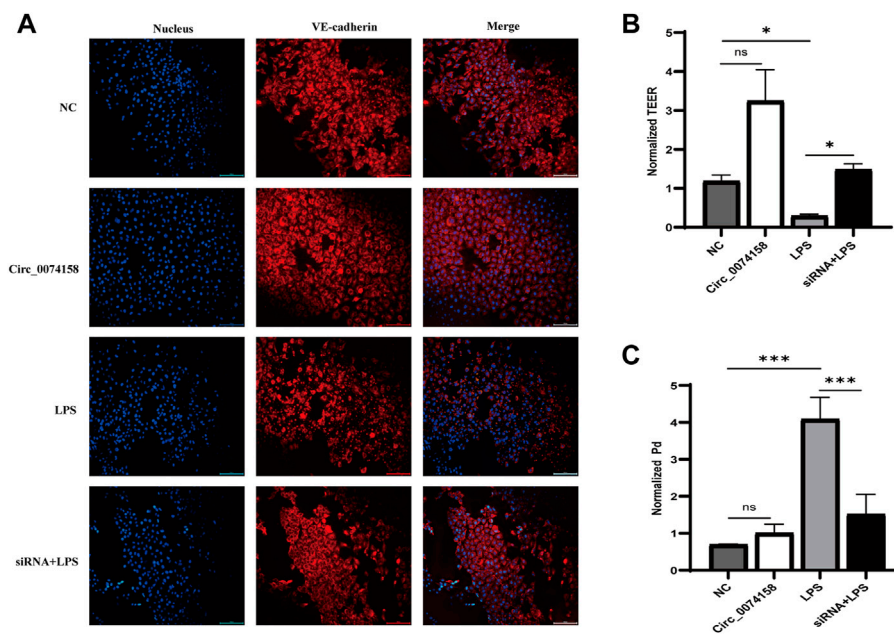 A
Nucleus
VE-cadherin
Merge
NC
Circ_0074158
LPS
siRNA+LPS
B
Normalized TEER
5
4
3
2
1
0
*
ns
*
NC
Circ_0074158
LPS
siRNA+LPS
C
Normalized Pd
5
4
3
2
1
0
***
***
ns
NC
Circ_0074158
LPS
siRNA+LPS